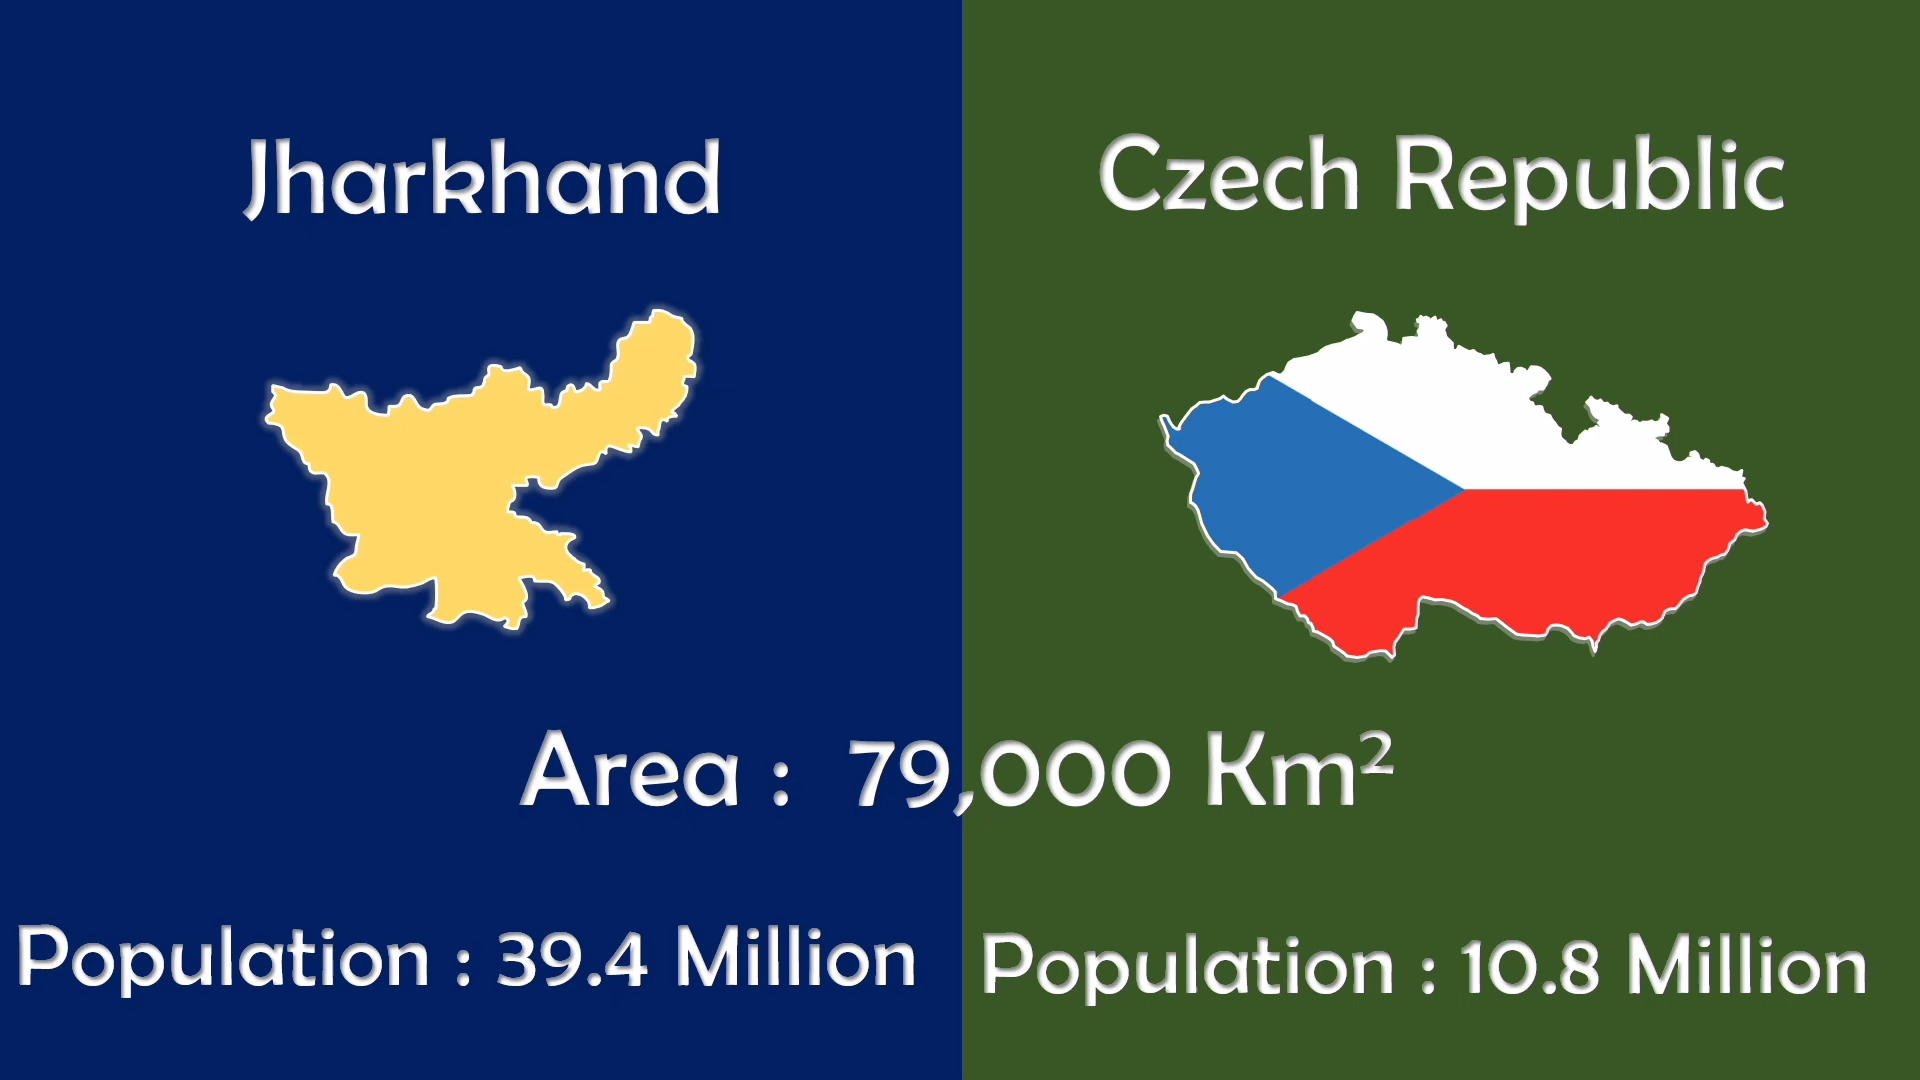 Jharkhand
Czech Republic
Area : 79,000 Km²
Population : 39.4 Million
Population : 10.8 Million